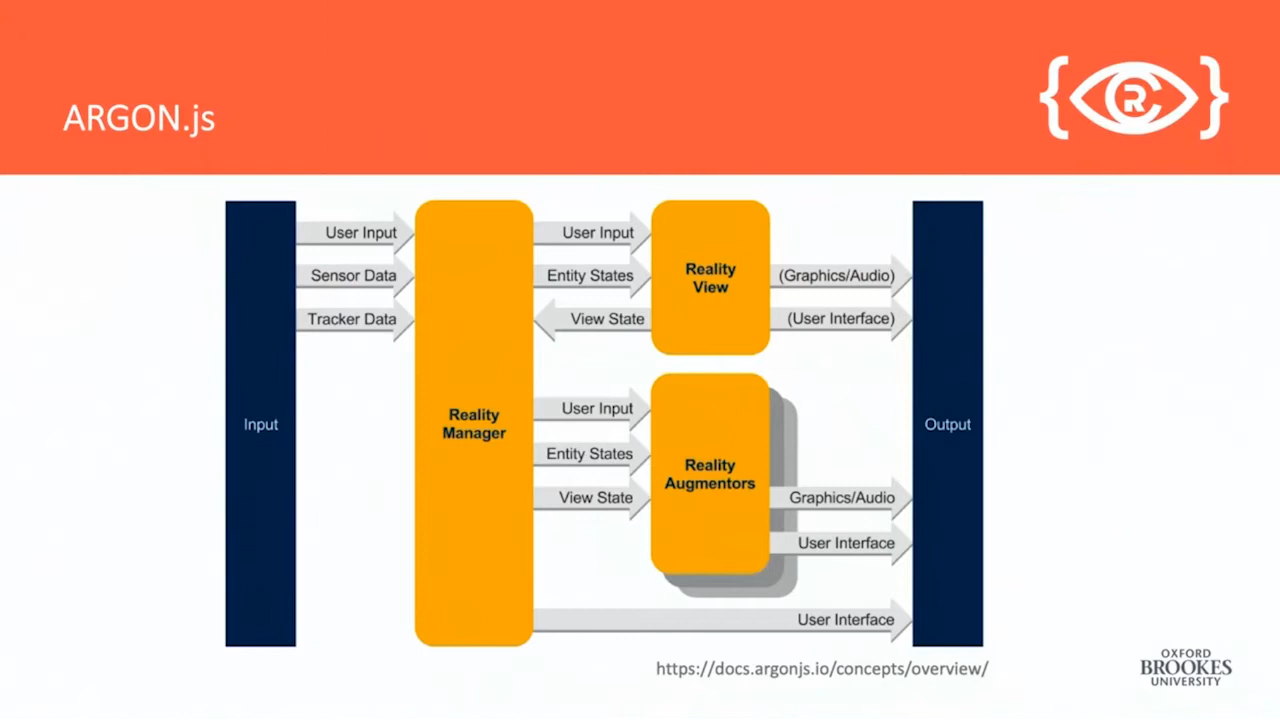 ARGON.js
{ RC }
Input
User Input
Sensor Data
Tracker Data
Reality
Manager
User Input
Entity States
View State
Reality
View
(Graphics/Audio)
(User Interface)
User Input
Entity States
View State
Reality
Augmentors
Graphics/Audio
User Interface
User Interface
Output
https://docs.argonjs.io/concepts/overview/
OXFORD
BROOKES
UNIVERSITY